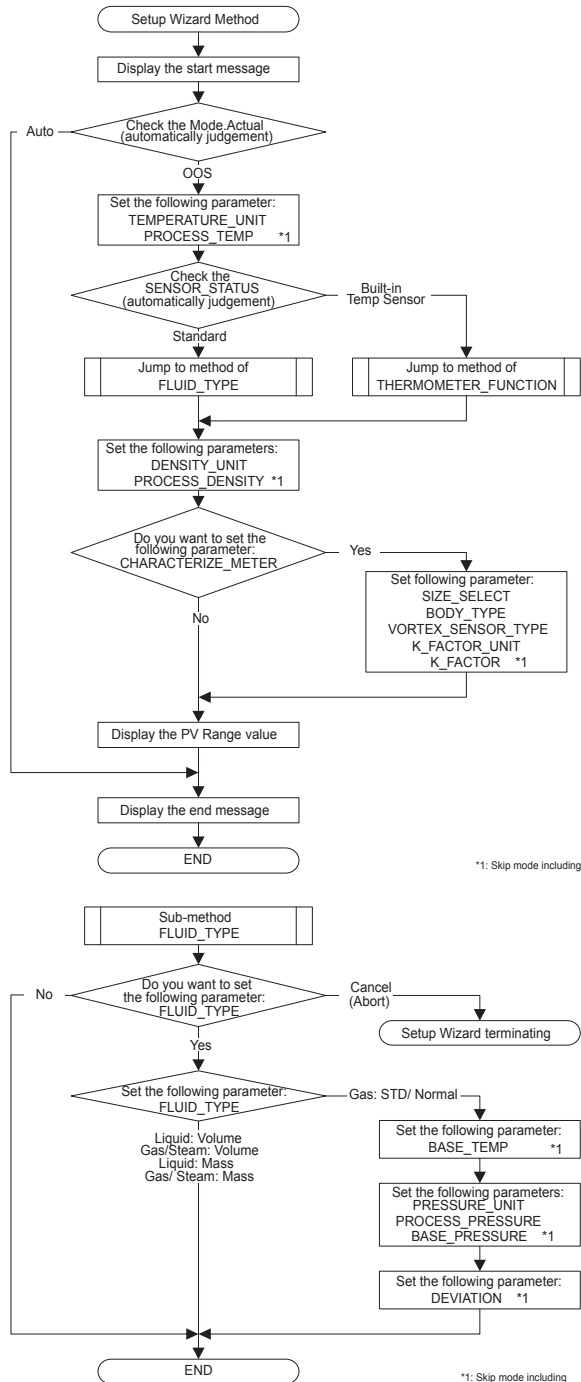 Setup Wizard Method
Display the start message
Auto
Check the Mode.Actual
(automatically judgement)
OOS
Set the following parameter:
TEMPERATURE_UNIT
PROCESS_TEMP *1
Check the
SENSOR_STATUS
(automatically judgement)
Built-in
Temp Sensor
Standard
Jump to method of
FLUID_TYPE
Jump to method of
THERMOMETER_FUNCTION
Set the following parameters:
DENSITY_UNIT
PROCESS_DENSITY *1
Do you want to set the
following parameter:
CHARACTERIZE_METER
Yes
No
Set following parameter:
SIZE_SELECT
BODY_TYPE
VORTEX_SENSOR_TYPE
K_FACTOR_UNIT
K_FACTOR *1
Display the PV Range value
Display the end message
END
*1: Skip mode including
Sub-method
FLUID_TYPE
No
Do you want to set
the following parameter:
FLUID_TYPE
Cancel
(Abort)
Setup Wizard terminating
Yes
Set the following parameter:
FLUID_TYPE
Gas: STD/ Normal
Liquid: Volume
Gas/Steam: Volume
Liquid: Mass
Gas/ Steam: Mass
Set the following parameter:
BASE_TEMP *1
Set the following parameters:
PRESSURE_UNIT
PROCESS_PRESSURE
BASE_PRESSURE *1
Set the following parameter:
DEVIATION *1
END
*1: Skip mode including